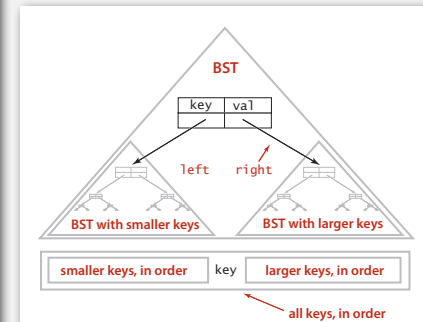 BST
key val
left right
BST with smaller keys BST with larger keys
smaller keys, in order key larger keys, in order
all keys, in order